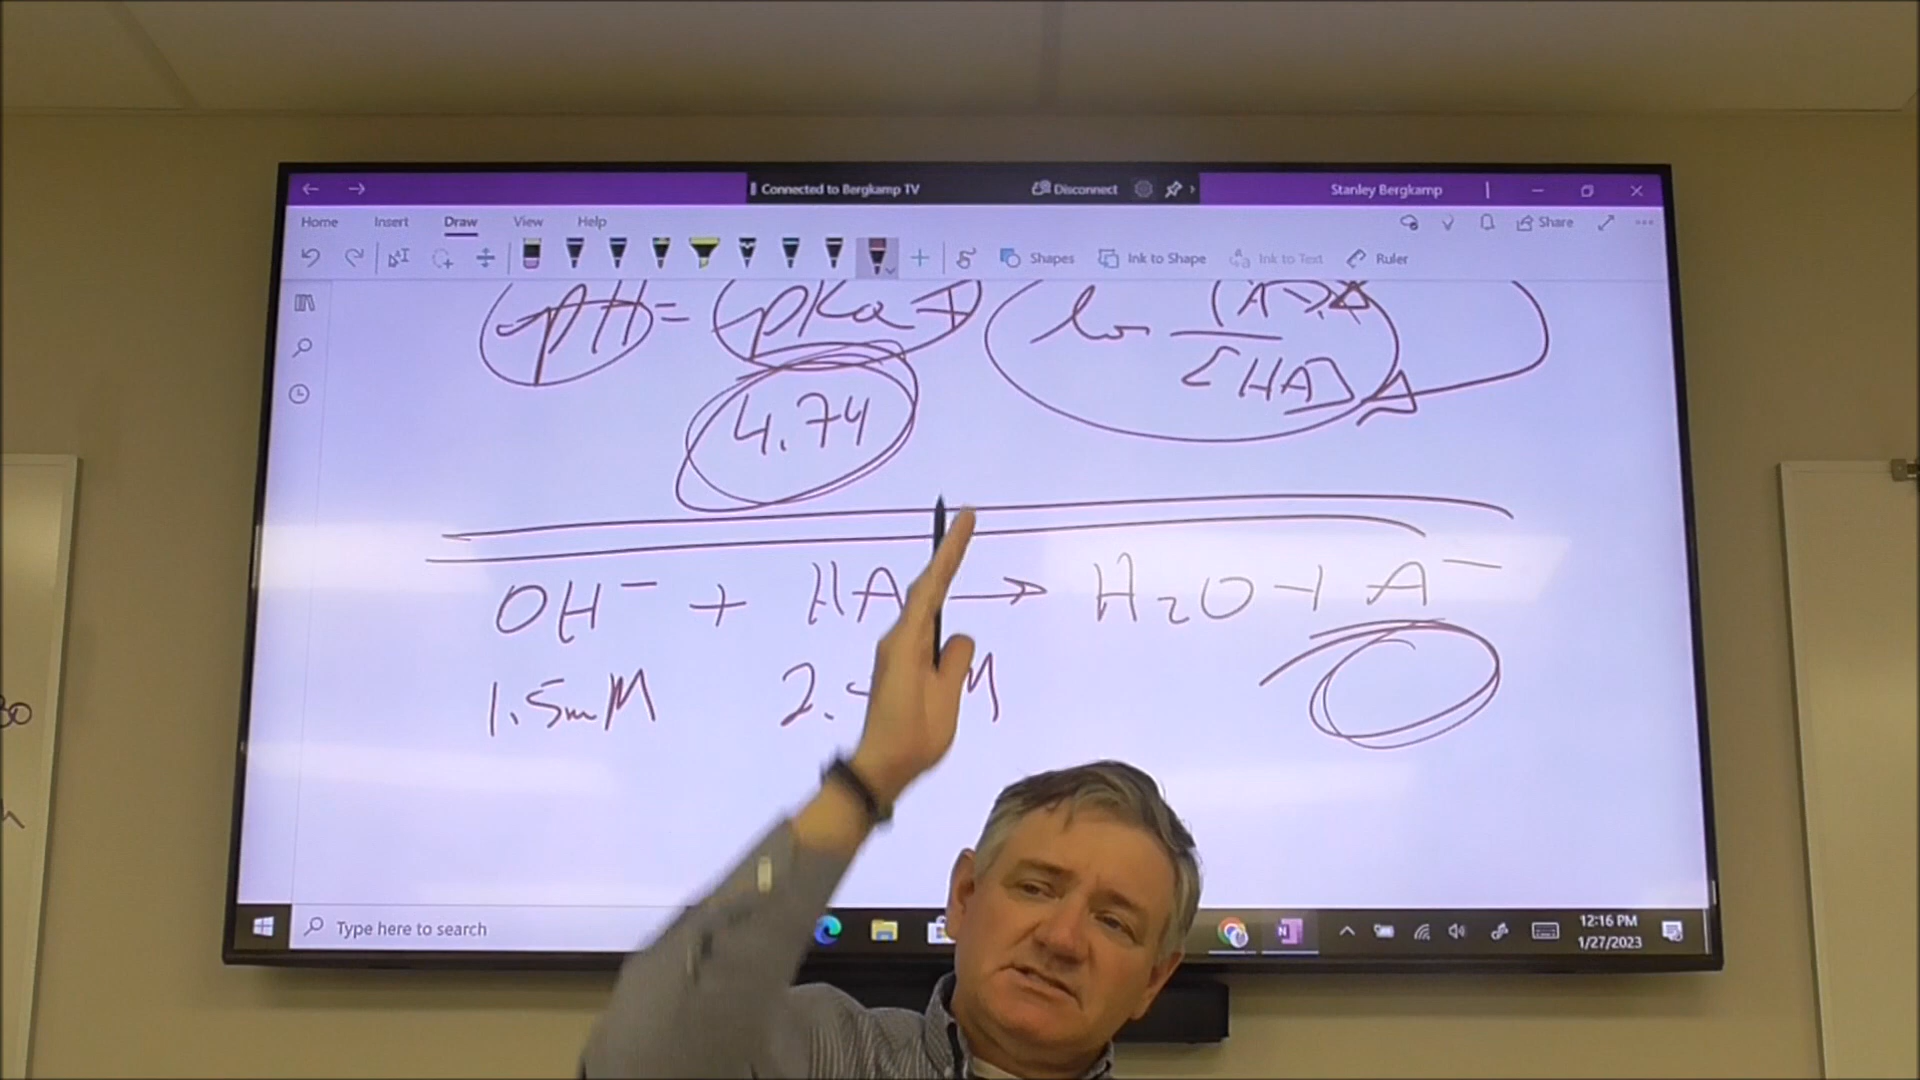 Connected to Bergkamp TV Disconnect Stanley Bergkamp
Home Insert Draw View Help Share
Shapes Ink to Shape Ink to Text Ruler
pH = pKa + log [A-]
[HA]
4.74
OH- + HA → H2O + A-
1.5mM 2. M
Type here to search
12:16 PM
1/27/2023